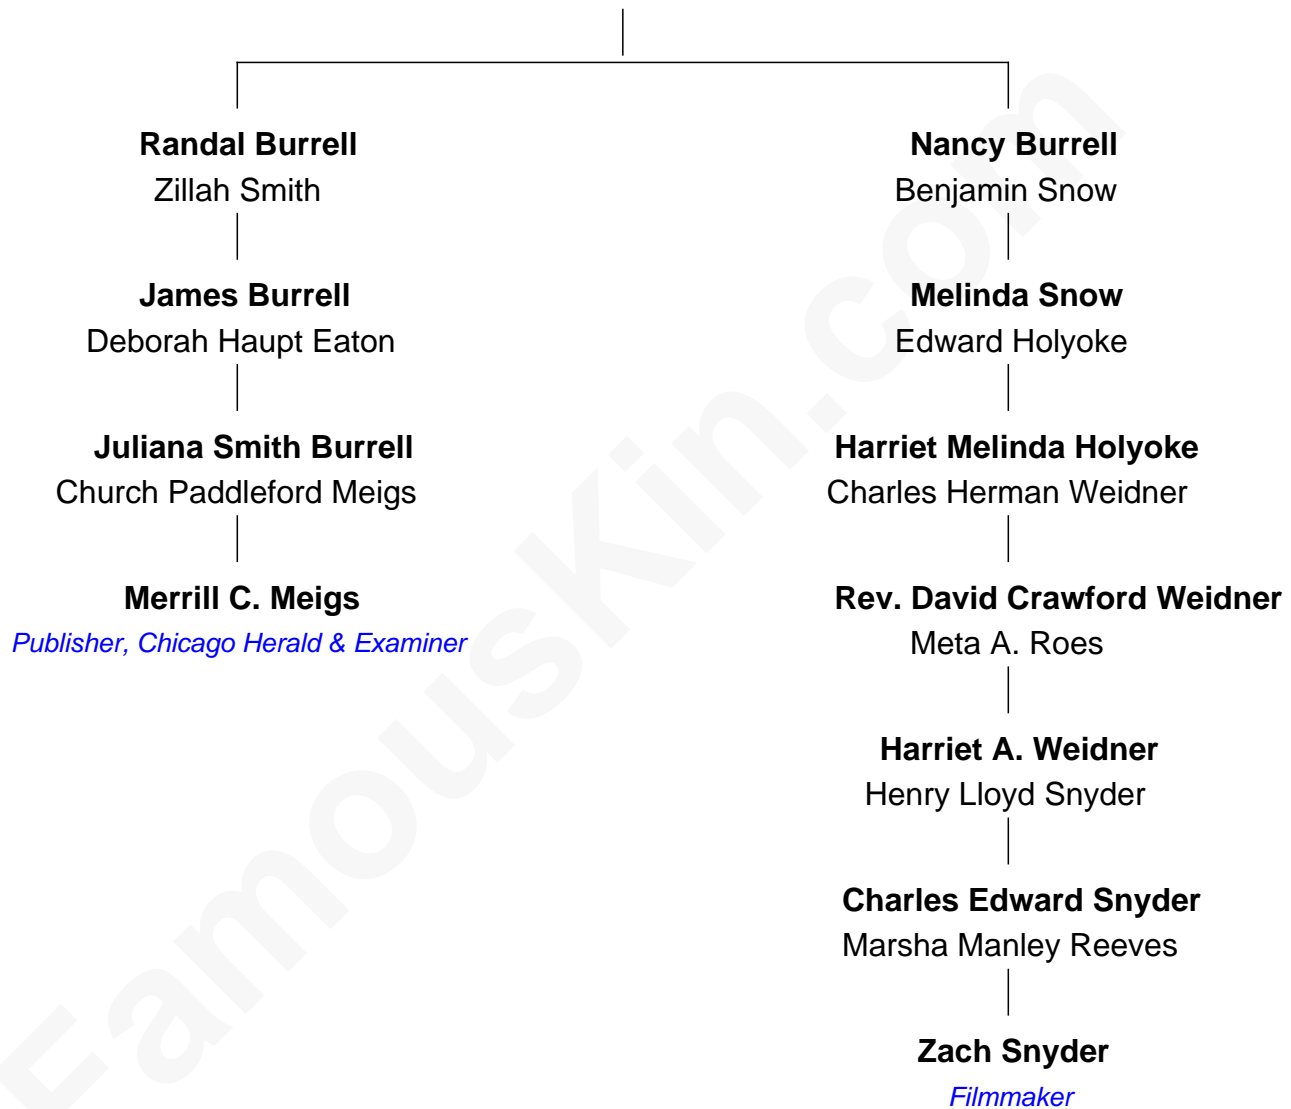 Randal Burrell
Zillah Smith
James Burrell
Deborah Haupt Eaton
Juliana Smith Burrell
Church Paddleford Meigs
Merrill C. Meigs
Publisher, Chicago Herald & Examiner
Nancy Burrell
Benjamin Snow
Melinda Snow
Edward Holyoke
Harriet Melinda Holyoke
Charles Herman Weidner
Rev. David Crawford Weidner
Meta A. Roes
Harriet A. Weidner
Henry Lloyd Snyder
Charles Edward Snyder
Marsha Manley Reeves
Zach Snyder
Filmmaker
FamousKin.com